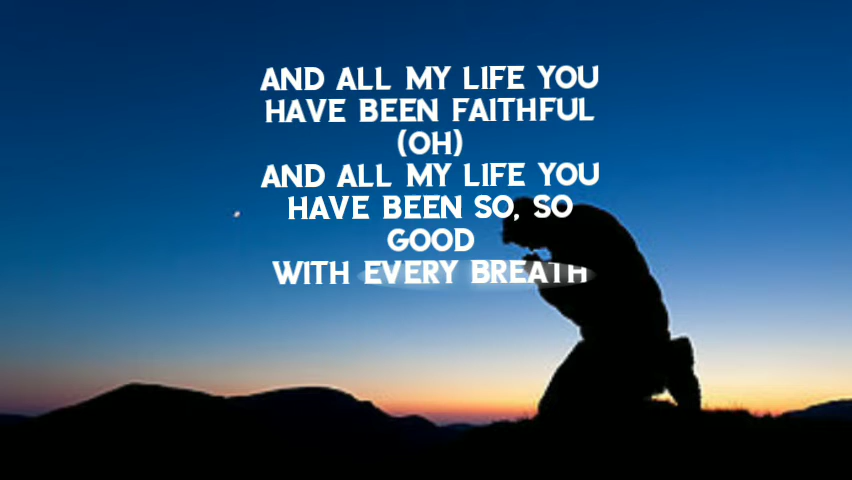 AND ALL MY LIFE YOU
HAVE BEEN FAITHFUL
(OH)
AND ALL MY LIFE YOU
HAVE BEEN SO, SO
GOOD
WITH EVERY BREATH